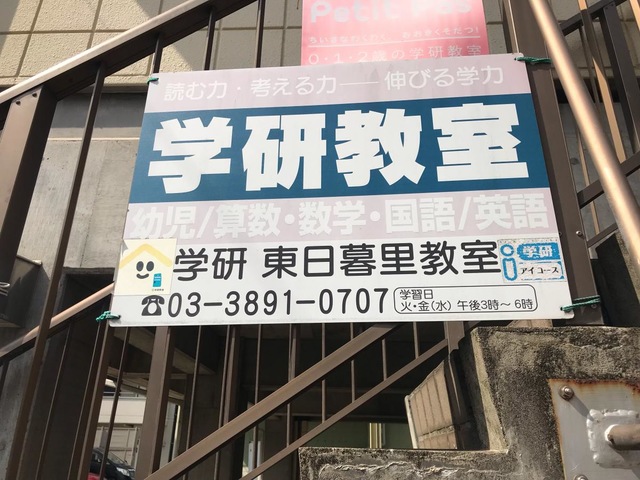 Petit
0・1・2歳の学研教室
読む力・考える力――伸びる学力
学研教室
幼児/算数・数学・国語/英語
学研 東日暮里教室
学研
アイコース
☎03-3891-0707
学習日
火・金(水) 午後3時～6時